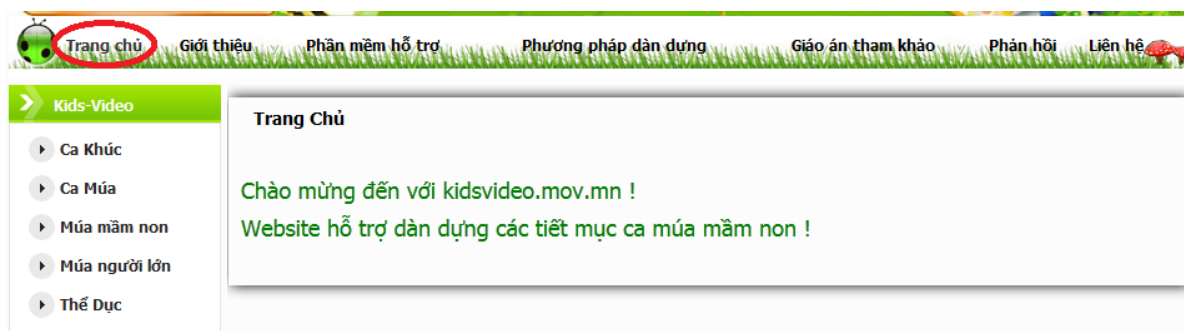 Trang chủ Giới thiệu Phần mềm hỗ trợ Phương pháp dàn dựng Giáo án tham khảo Phản hồi Liên hệ
Kids-Video
Trang Chủ
Ca Khúc
Ca Múa
Chào mừng đến với kidsvideo.mov.mn !
Múa mầm non
Website hỗ trợ dàn dựng các tiết mục ca múa mầm non !
Múa người lớn
Thể Dục